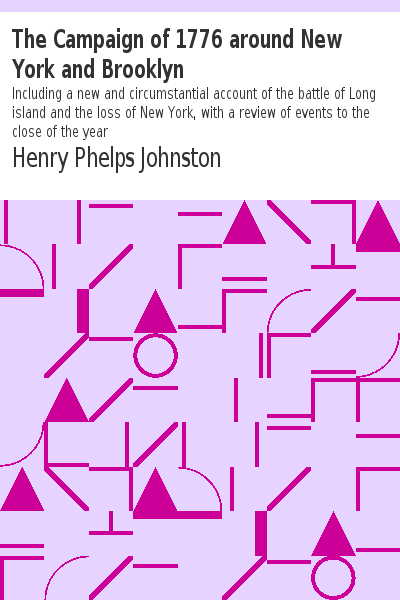 The Campaign of 1776 around New
York and Brooklyn
Including a new and circumstantial account of the battle of Long
island and the loss of New York, with a review of events to the
close of the year
Henry Phelps Johnston